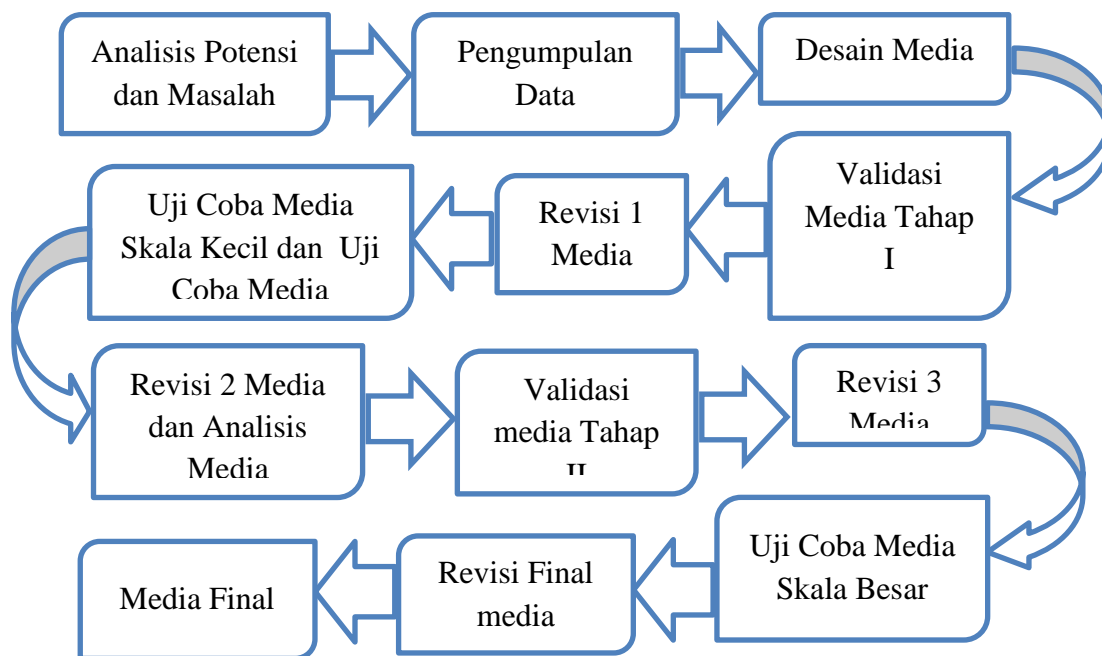 Analisis Potensi
dan Masalah
Pengumpulan
Data
Desain Media
Validasi
Media Tahap
I
Revisi 1
Media
Uji Coba Media
Skala Kecil dan Uji
Coba Media
Revisi 2 Media
dan Analisis
Media
Validasi
media Tahap
II
Revisi 3
Media
Uji Coba Media
Skala Besar
Revisi Final
media
Media Final